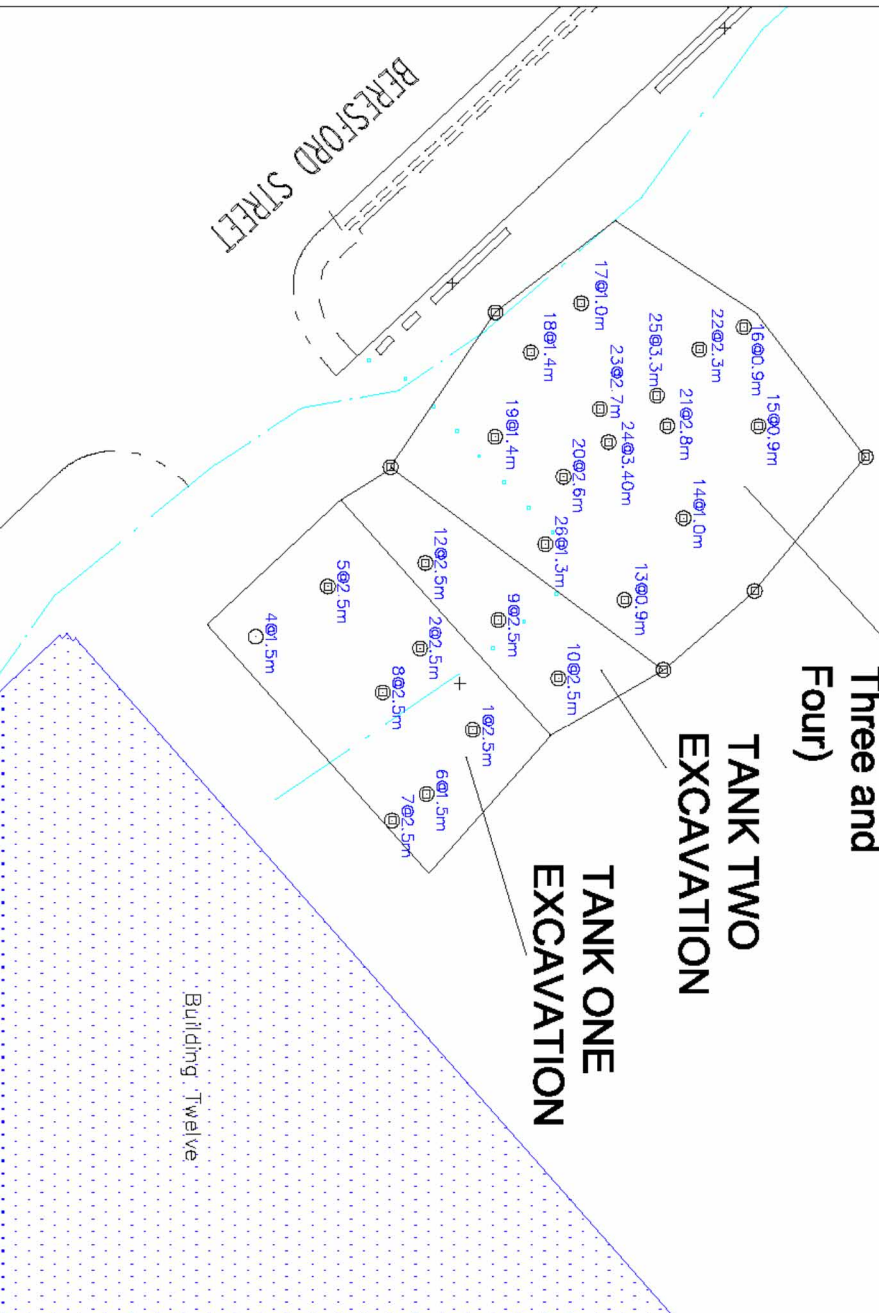 BERESFORD STREET
16@0.9m
15@0.9m
22@2.3m
21@2.8m
25@3.3m
14@1.0m
17@1.0m
23@2.7m
24@3.40m
13@0.9m
18@1.4m
20@2.6m
26@1.3m
19@1.4m
10@2.5m
9@2.5m
12@2.5m
2@2.5m
1@2.5m
5@2.5m
8@2.5m
6@1.5m
7@2.5m
4@1.5m
Three and
Four)
TANK TWO
EXCAVATION
TANK ONE
EXCAVATION
Building Twelve